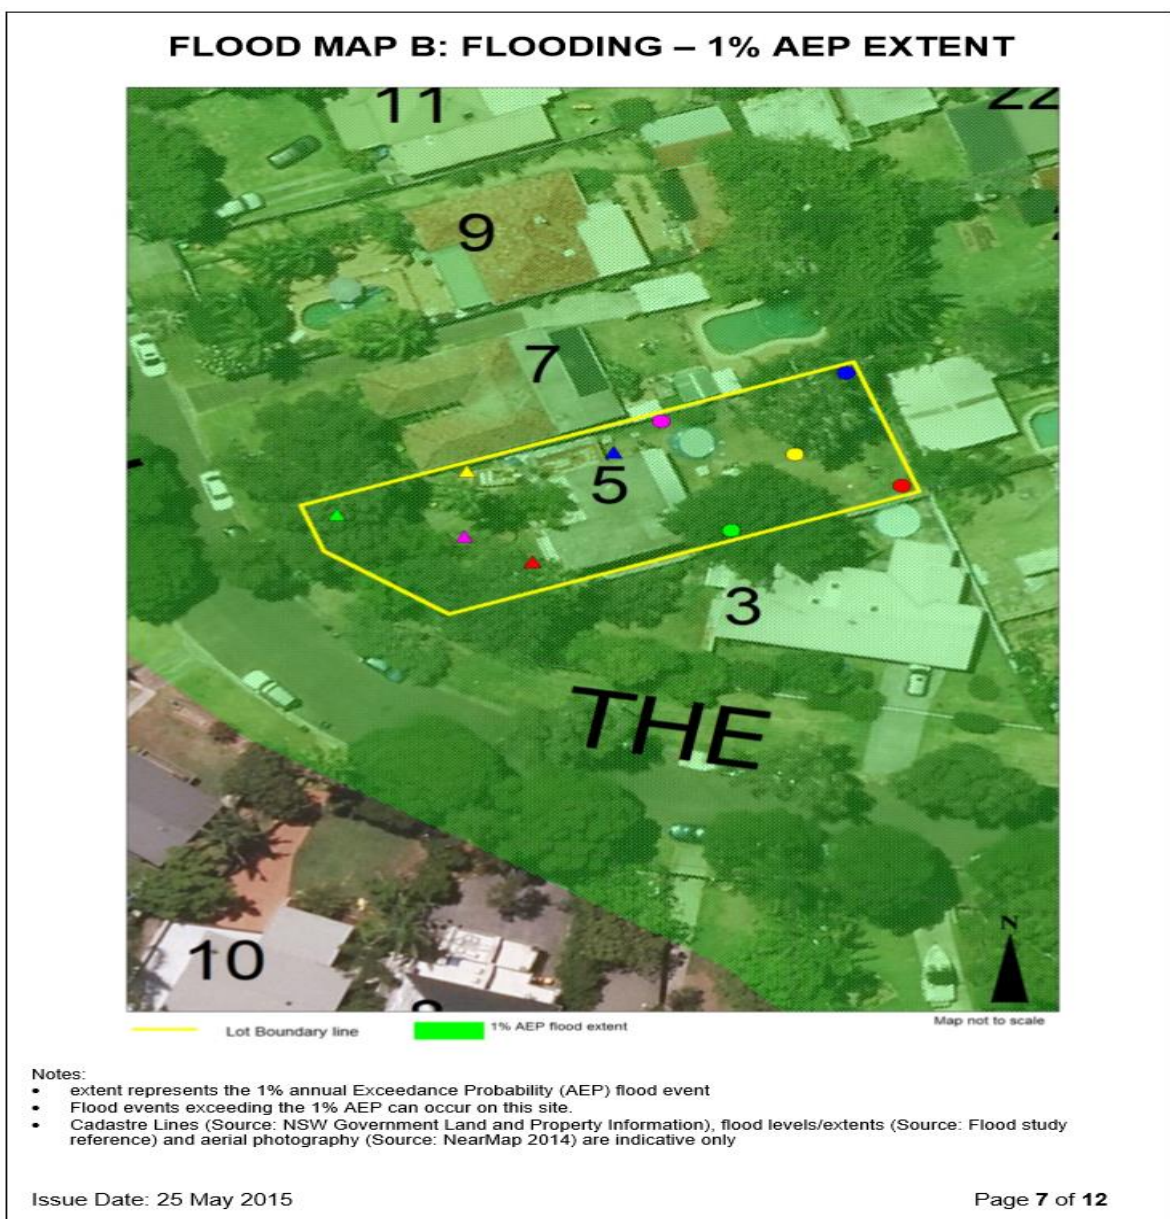 FLOOD MAP B: FLOODING – 1% AEP EXTENT
11
22
9
7
5
3
THE
10
8
N
Map not to scale
Lot Boundary line
1% AEP flood extent
Notes:
• extent represents the 1% annual Exceedance Probability (AEP) flood event
• Flood events exceeding the 1% AEP can occur on this site.
• Cadastre Lines (Source: NSW Government Land and Property Information), flood levels/extents (Source: Flood study
reference) and aerial photography (Source: NearMap 2014) are indicative only
Issue Date: 25 May 2015
Page 7 of 12